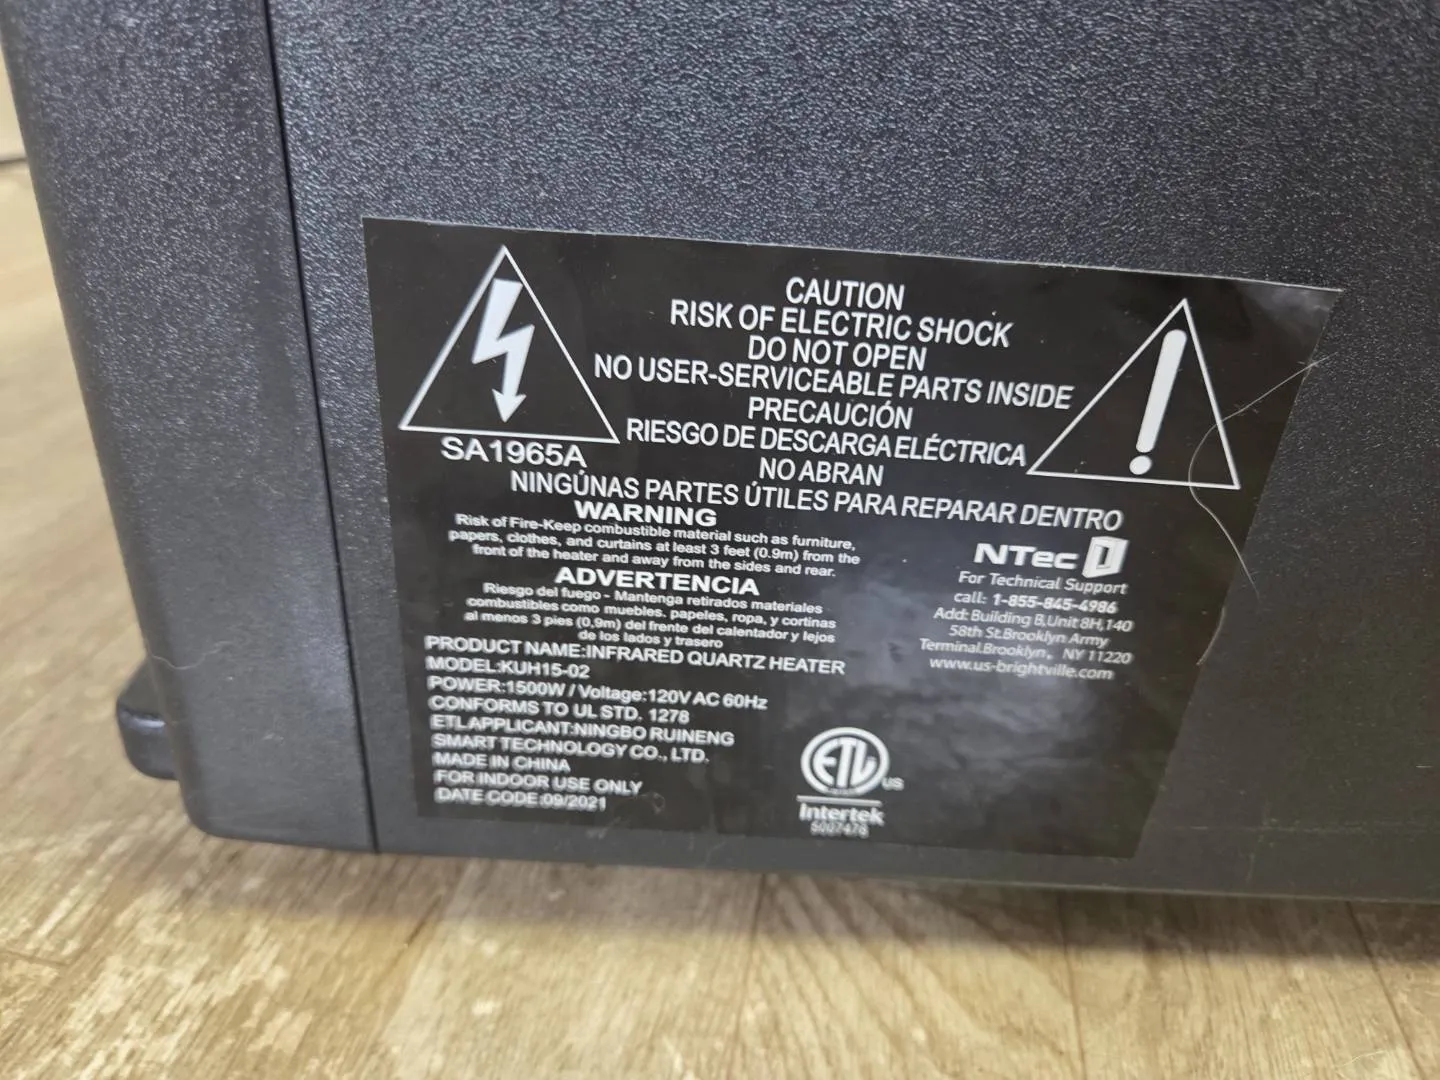 CAUTION
RISK OF ELECTRIC SHOCK
DO NOT OPEN
NO USER-SERVICEABLE PARTS INSIDE
PRECAUCIÓN
RIESGO DE DESCARGA ELÉCTRICA
NO ABRAN
NINGÚNAS PARTES ÚTILES PARA REPARAR DENTRO
SA1965A
WARNING
Risk of Fire-Keep combustible material such as furniture,
papers, clothes, and curtains at least 3 feet (0.9m) from the
front of the heater and away from the sides and rear.
ADVERTENCIA
Riesgo del fuego - Mantenga retirados materiales
combustibles como muebles, papeles, ropa, y cortinas
al menos 3 pies (0,9m) del frente del calentador y lejos
de los lados y trasero
PRODUCT NAME:INFRARED QUARTZ HEATER
MODEL:KUH15-02
POWER:1500W / Voltage:120V AC 60Hz
CONFORMS TO UL STD. 1278
ETL APPLICANT:NINGBO RUINENG
SMART TECHNOLOGY CO., LTD.
MADE IN CHINA
FOR INDOOR USE ONLY
DATE CODE:09/2021
NTec
For Technical Support
call: 1-855-845-4986
Add: Building B,Unit 8H,140
58th St.Brooklyn Army
Terminal.Brooklyn, NY 11220
www.us-brightville.com
ETL US
Intertek
5007478